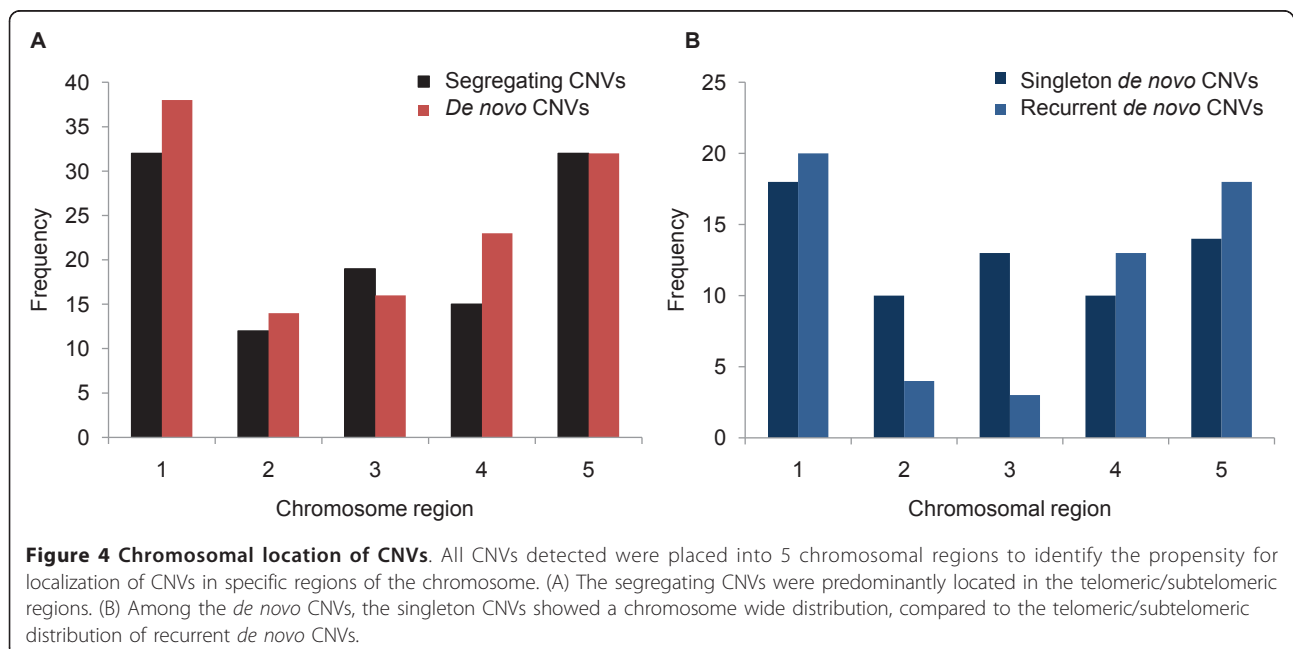 A
Segregating CNVs
De novo CNVs
40
35
30
25
20
15
10
5
0
Frequency
1 2 3 4 5
Chromosome region
B
Singleton de novo CNVs
Recurrent de novo CNVs
25
20
15
10
5
0
Frequency
1 2 3 4 5
Chromosomal region
Figure 4 Chromosomal location of CNVs. All CNVs detected were placed into 5 chromosomal regions to identify the propensity for
localization of CNVs in specific regions of the chromosome. (A) The segregating CNVs were predominantly located in the telomeric/subtelomeric
regions. (B) Among the de novo CNVs, the singleton CNVs showed a chromosome wide distribution, compared to the telomeric/subtelomeric
distribution of recurrent de novo CNVs.